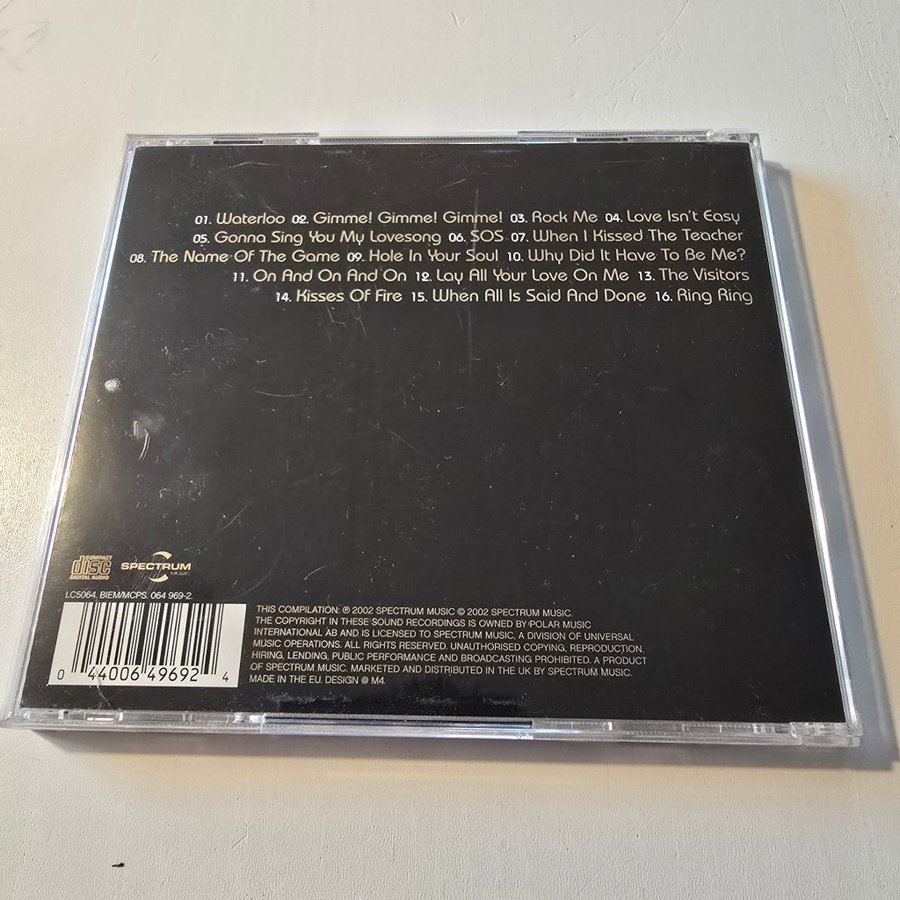 01. Waterloo 02. Gimme! Gimme! Gimme! 03. Rock Me 04. Love Isn't Easy
05. Gonna Sing You My Lovesong 06. SOS 07. When I Kissed The Teacher
08. The Name Of The Game 09. Hole In Your Soul 10. Why Did It Have To Be Me?
11. On And On And On 12. Lay All Your Love On Me 13. The Visitors
14. Kisses Of Fire 15. When All Is Said And Done 16. Ring Ring
COMPACT
disc
DIGITAL AUDIO
SPECTRUM
MUSIC
LC5064. BIEM/MCPS. 064 969-2.
0 44006 49692 4
THIS COMPILATION: ℗ 2002 SPECTRUM MUSIC © 2002 SPECTRUM MUSIC.
THE COPYRIGHT IN THESE SOUND RECORDINGS IS OWNED BY POLAR MUSIC
INTERNATIONAL AB AND IS LICENSED TO SPECTRUM MUSIC, A DIVISION OF UNIVERSAL
MUSIC OPERATIONS. ALL RIGHTS RESERVED. UNAUTHORISED COPYING, REPRODUCTION,
HIRING, LENDING, PUBLIC PERFORMANCE AND BROADCASTING PROHIBITED. A PRODUCT
OF SPECTRUM MUSIC. MARKETED AND DISTRIBUTED IN THE UK BY SPECTRUM MUSIC.
MADE IN THE EU. DESIGN @ M4.